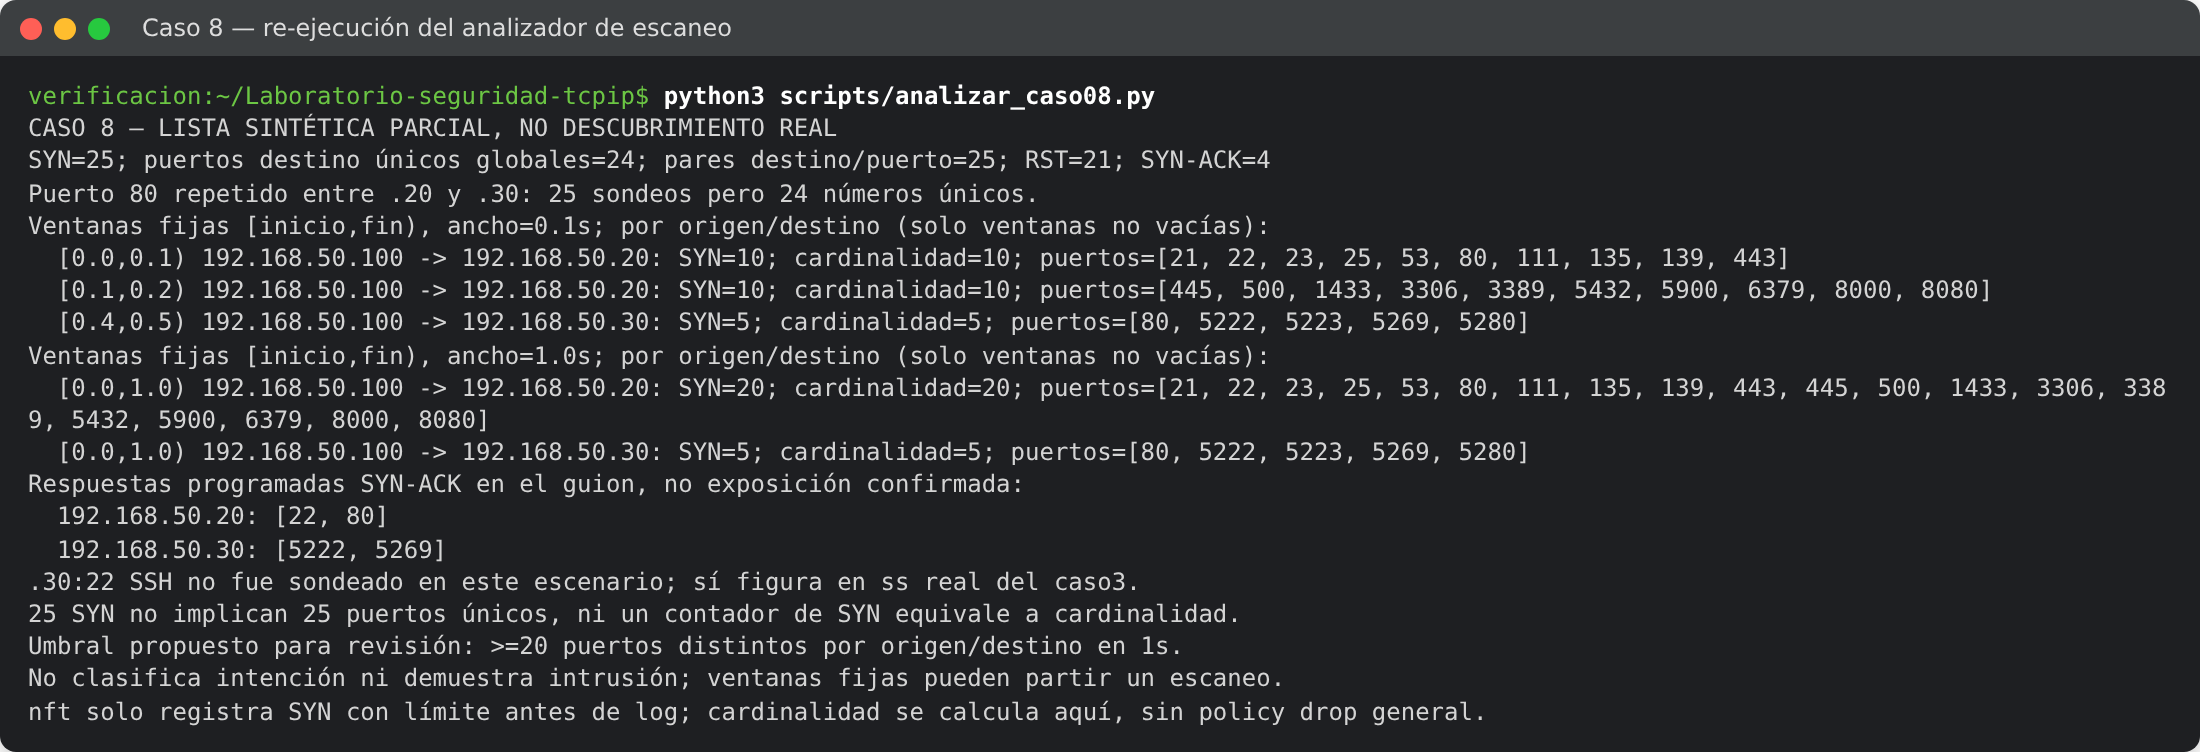 Caso 8 — re-ejecución del analizador de escaneo
verificacion:~/Laboratorio-seguridad-tcpip$ python3 scripts/analizar_caso08.py
CASO 8 — LISTA SINTÉTICA PARCIAL, NO DESCUBRIMIENTO REAL
SYN=25; puertos destino únicos globales=24; pares destino/puerto=25; RST=21; SYN-ACK=4
Puerto 80 repetido entre .20 y .30: 25 sondeos pero 24 números únicos.
Ventanas fijas [inicio,fin), ancho=0.1s; por origen/destino (solo ventanas no vacías):
  [0.0,0.1) 192.168.50.100 -> 192.168.50.20: SYN=10; cardinalidad=10; puertos=[21, 22, 23, 25, 53, 80, 111, 135, 139, 443]
  [0.1,0.2) 192.168.50.100 -> 192.168.50.20: SYN=10; cardinalidad=10; puertos=[445, 500, 1433, 3306, 3389, 5432, 5900, 6379, 8000, 8080]
  [0.4,0.5) 192.168.50.100 -> 192.168.50.30: SYN=5; cardinalidad=5; puertos=[80, 5222, 5223, 5269, 5280]
Ventanas fijas [inicio,fin), ancho=1.0s; por origen/destino (solo ventanas no vacías):
  [0.0,1.0) 192.168.50.100 -> 192.168.50.20: SYN=20; cardinalidad=20; puertos=[21, 22, 23, 25, 53, 80, 111, 135, 139, 443, 445, 500, 1433, 3306, 338
9, 5432, 5900, 6379, 8000, 8080]
  [0.0,1.0) 192.168.50.100 -> 192.168.50.30: SYN=5; cardinalidad=5; puertos=[80, 5222, 5223, 5269, 5280]
Respuestas programadas SYN-ACK en el guion, no exposición confirmada:
  192.168.50.20: [22, 80]
  192.168.50.30: [5222, 5269]
.30:22 SSH no fue sondeado en este escenario; sí figura en ss real del caso3.
25 SYN no implican 25 puertos únicos, ni un contador de SYN equivale a cardinalidad.
Umbral propuesto para revisión: >=20 puertos distintos por origen/destino en 1s.
No clasifica intención ni demuestra intrusión; ventanas fijas pueden partir un escaneo.
nft solo registra SYN con límite antes de log; cardinalidad se calcula aquí, sin policy drop general.